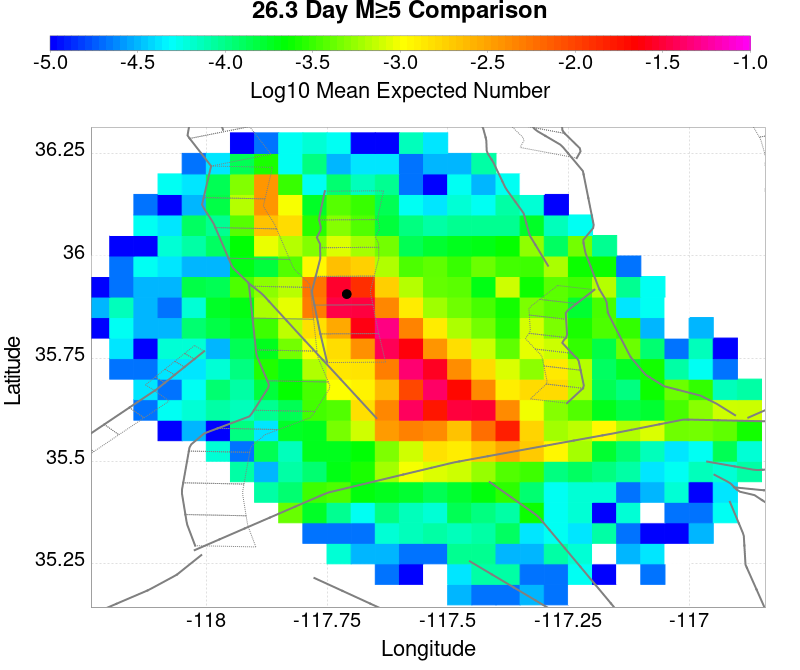 26.3 Day M≥5 Comparison
-5.0 -4.5 -4.0 -3.5 -3.0 -2.5 -2.0 -1.5 -1.0
Log10 Mean Expected Number
36.25
36
35.75
35.5
35.25
Latitude
-118 -117.75 -117.5 -117.25 -117
Longitude